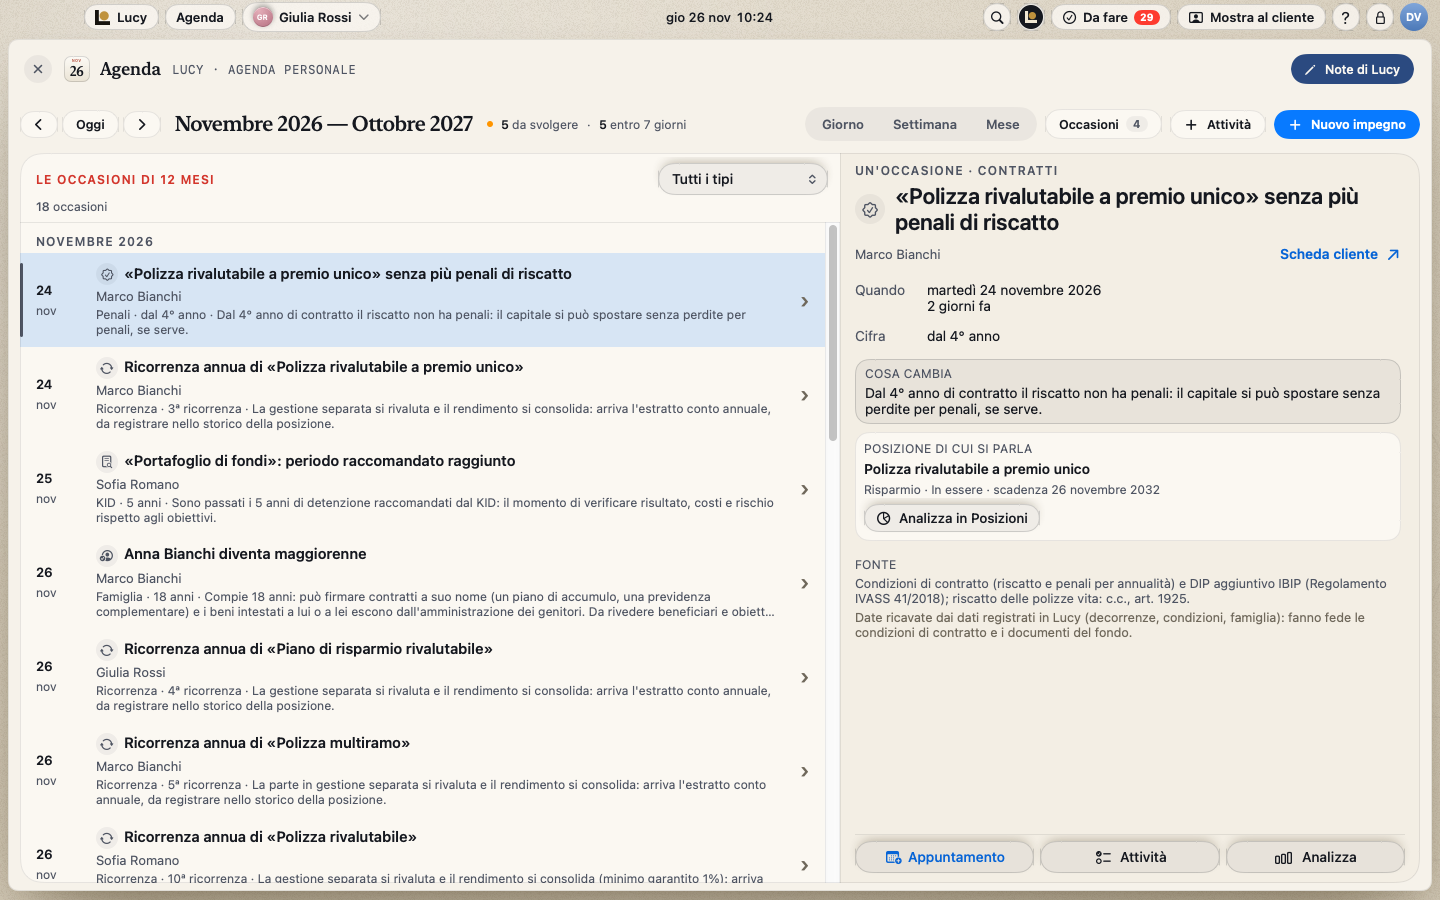 Lucy
Agenda
GR Giulia Rossi
gio 26 nov 10:24
Da fare 29
Mostra al cliente
?
DV
NOV
26
Agenda
LUCY · AGENDA PERSONALE
Note di Lucy
Oggi
Novembre 2026 — Ottobre 2027
5 da svolgere · 5 entro 7 giorni
Giorno
Settimana
Mese
Occasioni 4
Attività
Nuovo impegno
LE OCCASIONI DI 12 MESI
18 occasioni
Tutti i tipi
NOVEMBRE 2026
24
nov
«Polizza rivalutabile a premio unico» senza più penali di riscatto
Marco Bianchi
Penali · dal 4° anno · Dal 4° anno di contratto il riscatto non ha penali: il capitale si può spostare senza perdite per
penali, se serve.
24
nov
Ricorrenza annua di «Polizza rivalutabile a premio unico»
Marco Bianchi
Ricorrenza · 3ª ricorrenza · La gestione separata si rivaluta e il rendimento si consolida: arriva l'estratto conto annuale,
da registrare nello storico della posizione.
25
nov
«Portafoglio di fondi»: periodo raccomandato raggiunto
Sofia Romano
KID · 5 anni · Sono passati i 5 anni di detenzione raccomandati dal KID: il momento di verificare risultato, costi e rischio
rispetto agli obiettivi.
26
nov
Anna Bianchi diventa maggiorenne
Marco Bianchi
Famiglia · 18 anni · Compie 18 anni: può firmare contratti a suo nome (un piano di accumulo, una previdenza
complementare) e i beni intestati a lui o a lei escono dall'amministrazione dei genitori. Da rivedere beneficiari e obiett...
26
nov
Ricorrenza annua di «Piano di risparmio rivalutabile»
Giulia Rossi
Ricorrenza · 4ª ricorrenza · La gestione separata si rivaluta e il rendimento si consolida: arriva l'estratto conto annuale,
da registrare nello storico della posizione.
26
nov
Ricorrenza annua di «Polizza multiramo»
Marco Bianchi
Ricorrenza · 5ª ricorrenza · La parte in gestione separata si rivaluta e il rendimento si consolida: arriva l'estratto conto
annuale, da registrare nello storico della posizione.
26
nov
Ricorrenza annua di «Polizza rivalutabile»
Sofia Romano
Ricorrenza · 10ª ricorrenza · La gestione separata si rivaluta e il rendimento si consolida (minimo garantito 1%): arriva
UN'OCCASIONE · CONTRATTI
«Polizza rivalutabile a premio unico» senza più
penali di riscatto
Marco Bianchi
Scheda cliente
Quando
martedì 24 novembre 2026
2 giorni fa
Cifra
dal 4° anno
COSA CAMBIA
Dal 4° anno di contratto il riscatto non ha penali: il capitale si può spostare senza
perdite per penali, se serve.
POSIZIONE DI CUI SI PARLA
Polizza rivalutabile a premio unico
Risparmio · In essere · scadenza 26 novembre 2032
Analizza in Posizioni
FONTE
Condizioni di contratto (riscatto e penali per annualità) e DIP aggiuntivo IBIP (Regolamento
IVASS 41/2018); riscatto delle polizze vita: c.c., art. 1925.
Date ricavate dai dati registrati in Lucy (decorrenze, condizioni, famiglia): fanno fede le
condizioni di contratto e i documenti del fondo.
Appuntamento
Attività
Analizza